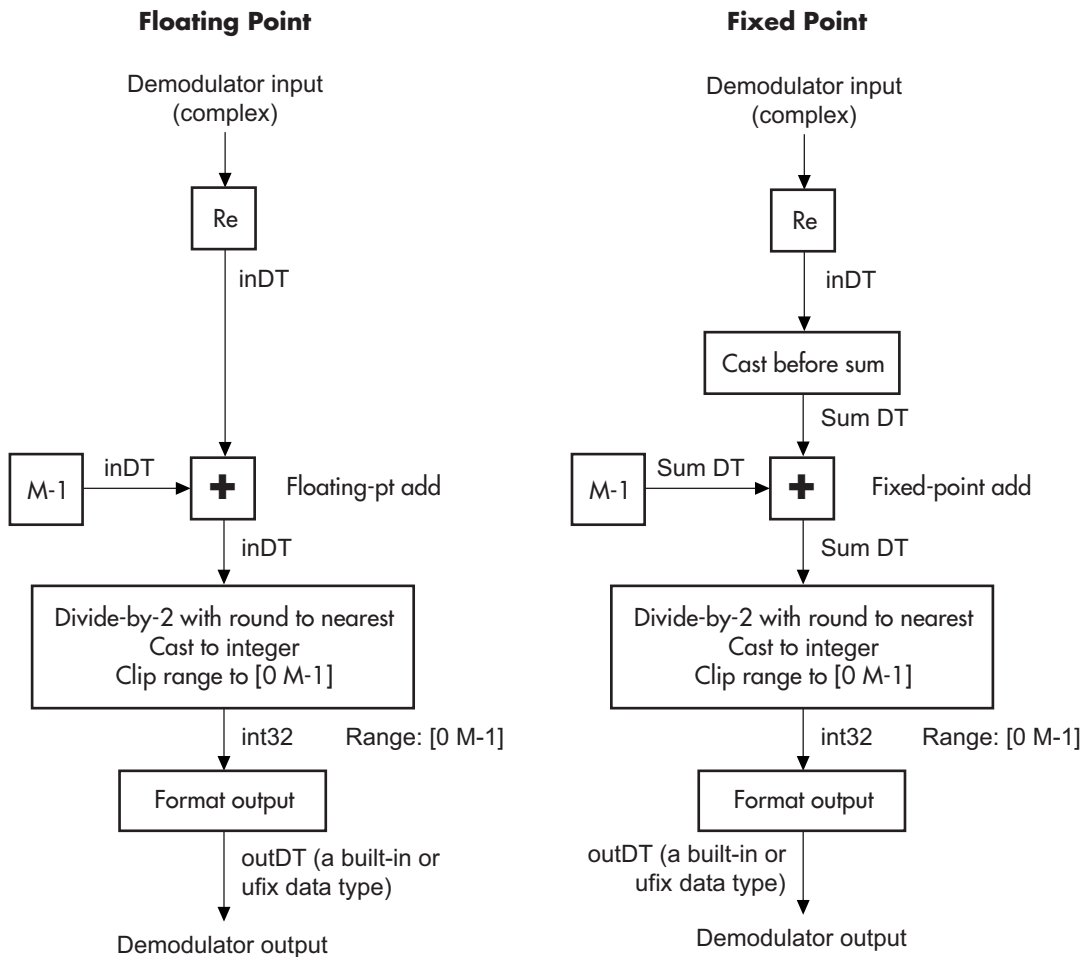 Floating Point
Demodulator input
(complex)
Re
inDT
M-1
inDT
+
Floating-pt add
inDT
Divide-by-2 with round to nearest
Cast to integer
Clip range to [0 M-1]
int32
Range: [0 M-1]
Format output
outDT (a built-in or
ufix data type)
Demodulator output
Fixed Point
Demodulator input
(complex)
Re
inDT
Cast before sum
Sum DT
M-1
Sum DT
+
Fixed-point add
Sum DT
Divide-by-2 with round to nearest
Cast to integer
Clip range to [0 M-1]
int32
Range: [0 M-1]
Format output
outDT (a built-in or
ufix data type)
Demodulator output